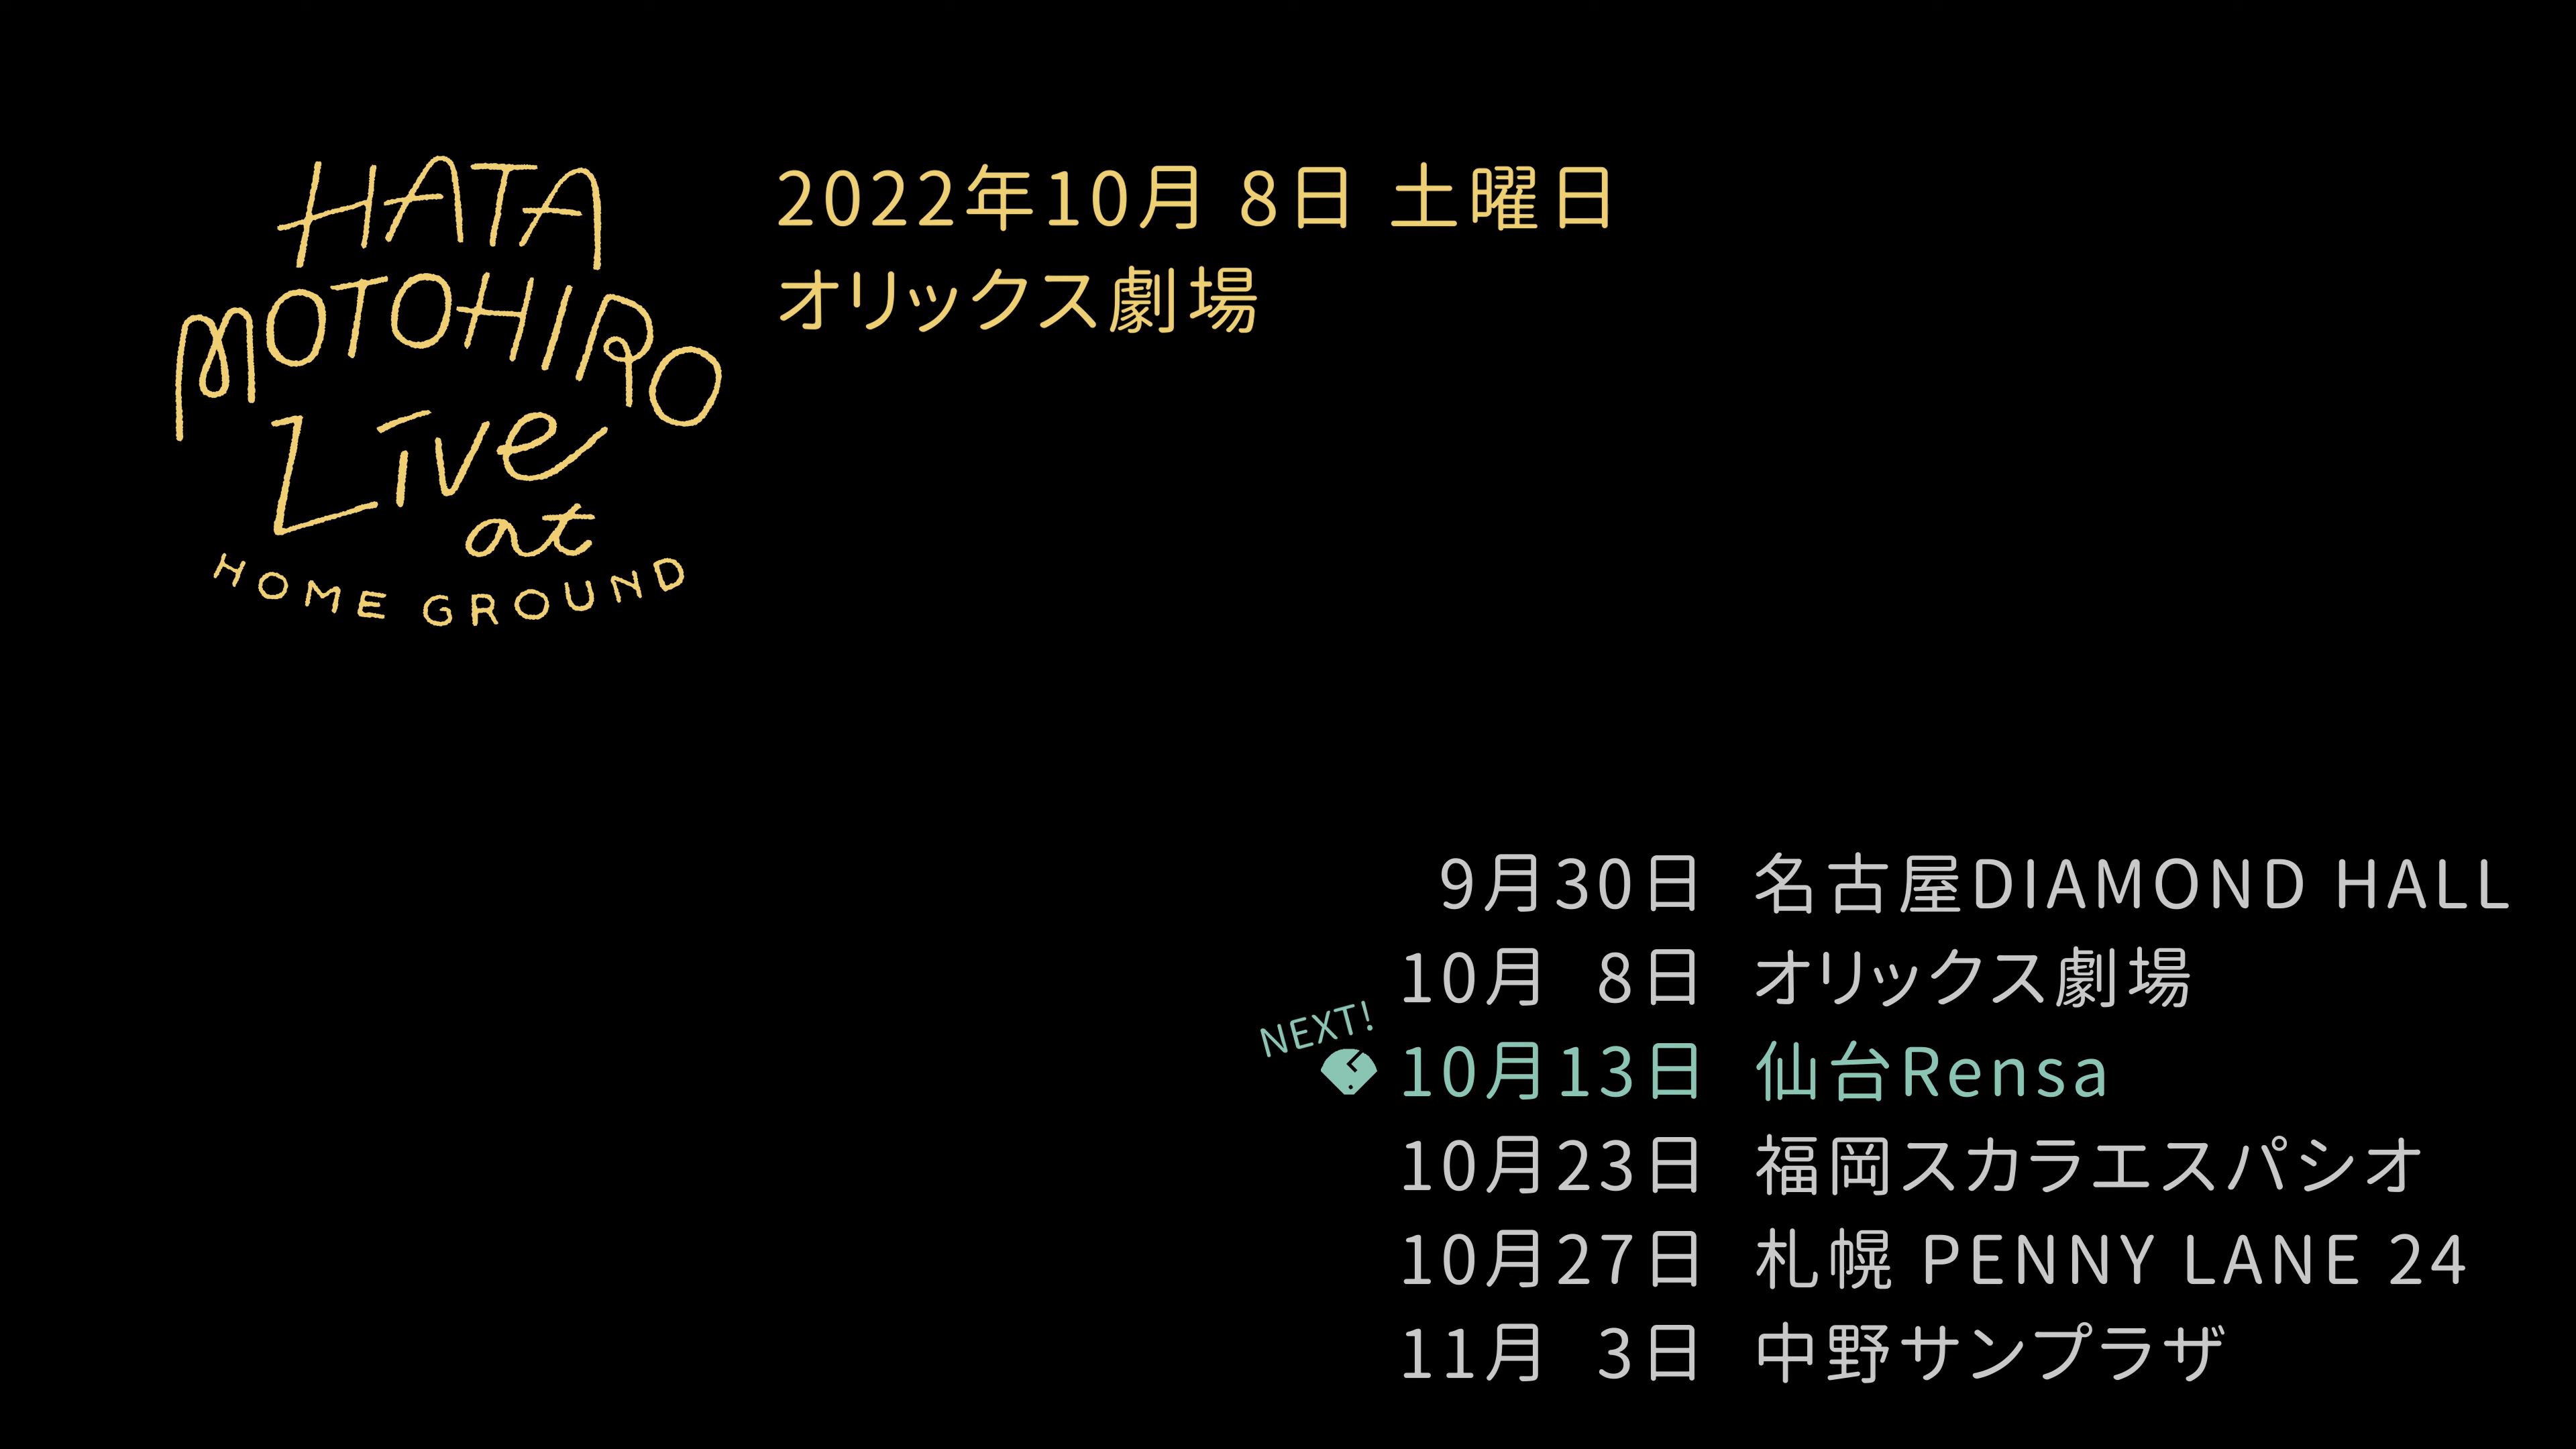 HATA
MOTOHIRO
Live
at
HOME GROUND
2022年10月 8日 土曜日
オリックス劇場
9月30日 名古屋DIAMOND HALL
10月 8日 オリックス劇場
NEXT!
10月13日 仙台Rensa
10月23日 福岡スカラエスパシオ
10月27日 札幌 PENNY LANE 24
11月 3日 中野サンプラザ